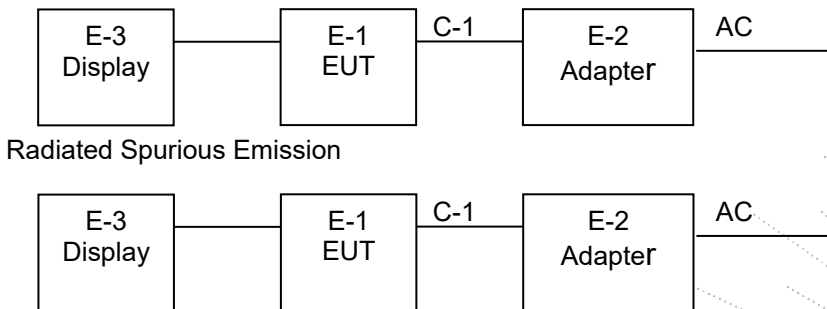 E-3
Display
E-1
EUT
C-1
E-2
Adapter
AC
Radiated Spurious Emission
E-3
Display
E-1
EUT
C-1
E-2
Adapter
AC